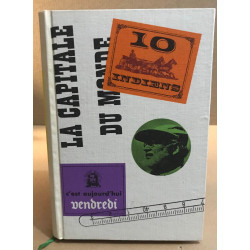 LA CAPITALE
DU MONDE
10
INDIENS
c'est aujourd'hui
vendredi